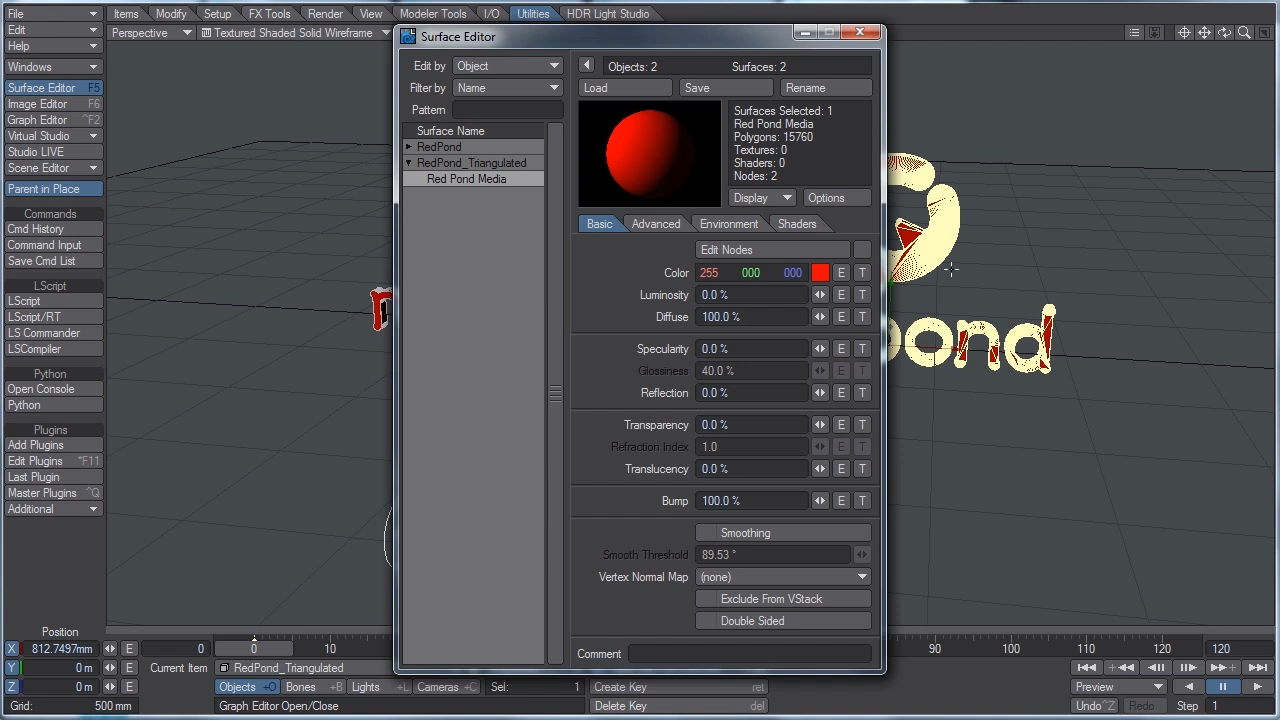 File
Items
Modify
Setup
FX Tools
Render
View
Modeler Tools
I/O
Utilities
HDR Light Studio
Edit
Perspective
Textured Shaded Solid Wireframe
Help
Windows
Surface Editor F5
Image Editor F6
Graph Editor ^F2
Virtual Studio
Studio LIVE
Scene Editor
Parent in Place
Commands
Cmd History
Command Input
Save Cmd List
LScript
LScript
LScript/RT
LS Commander
LSCompiler
Python
Open Console
Python
Plugins
Add Plugins
Edit Plugins *F11
Last Plugin
Master Plugins ^Q
Additional
Surface Editor
Edit by Object
Filter by Name
Pattern
Surface Name
RedPond
RedPond_Triangulated
Red Pond Media
Objects: 2 Surfaces: 2
Load Save Rename
Surfaces Selected: 1
Red Pond Media
Polygons: 15760
Textures: 0
Shaders: 0
Nodes: 2
Display Options
Basic Advanced Environment Shaders
Edit Nodes
Color 255 000 000 E T
Luminosity 0.0 % E T
Diffuse 100.0 % E T
Specularity 0.0 % E T
Glossiness 40.0 % E T
Reflection 0.0 % E T
Transparency 0.0 % E T
Refraction Index 1.0 E T
Translucency 0.0 % E T
Bump 100.0 % E T
Smoothing
Smooth Threshold 89.53 °
Vertex Normal Map (none)
Exclude From VStack
Double Sided
Comment
pond
Position
X 812.7497mm E
Y 0 m E
Z 0 m E
Grid: 500 mm
0 0 10 90 100 110 120 120
Current Item RedPond_Triangulated
Objects +O Bones +B Lights +L Cameras +C Sel: 1
Graph Editor Open/Close
Create Key ret
Delete Key del
Preview
Undo ^Z Redo Step 1